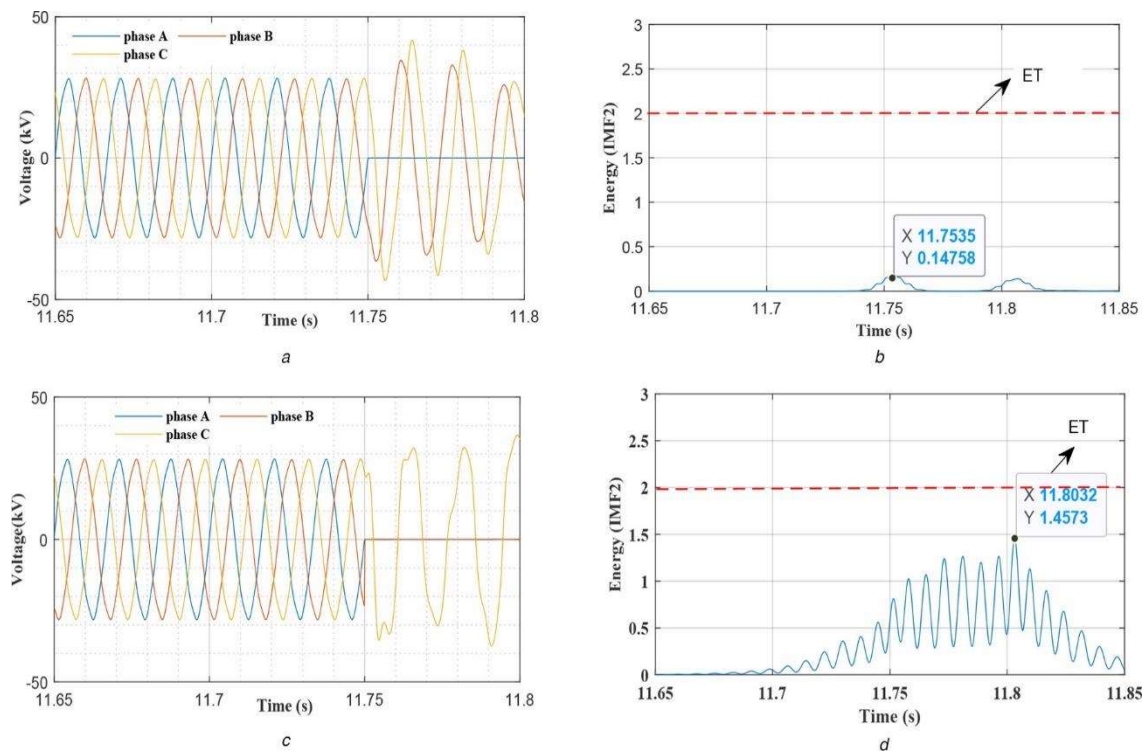 50
phase A
phase B
phase C
Voltage (kV)
0
-50
11.65
11.7
11.75
11.8
Time (s)
a
3
ET
2.5
2
Energy (IMF2)
1.5
1
X 11.7535
0.5
Y 0.14758
0
11.65
11.7
11.75
11.8
11.85
Time (s)
b
50
phase A
phase B
phase C
Voltage(kV)
0
-50
11.65
11.7
11.75
11.8
Time (s)
c
3
ET
2.5
2
X 11.8032
Energy (IMF2)
Y 1.4573
1.5
1
0.5
0
11.65
11.7
11.75
11.8
11.85
Time (s)
d